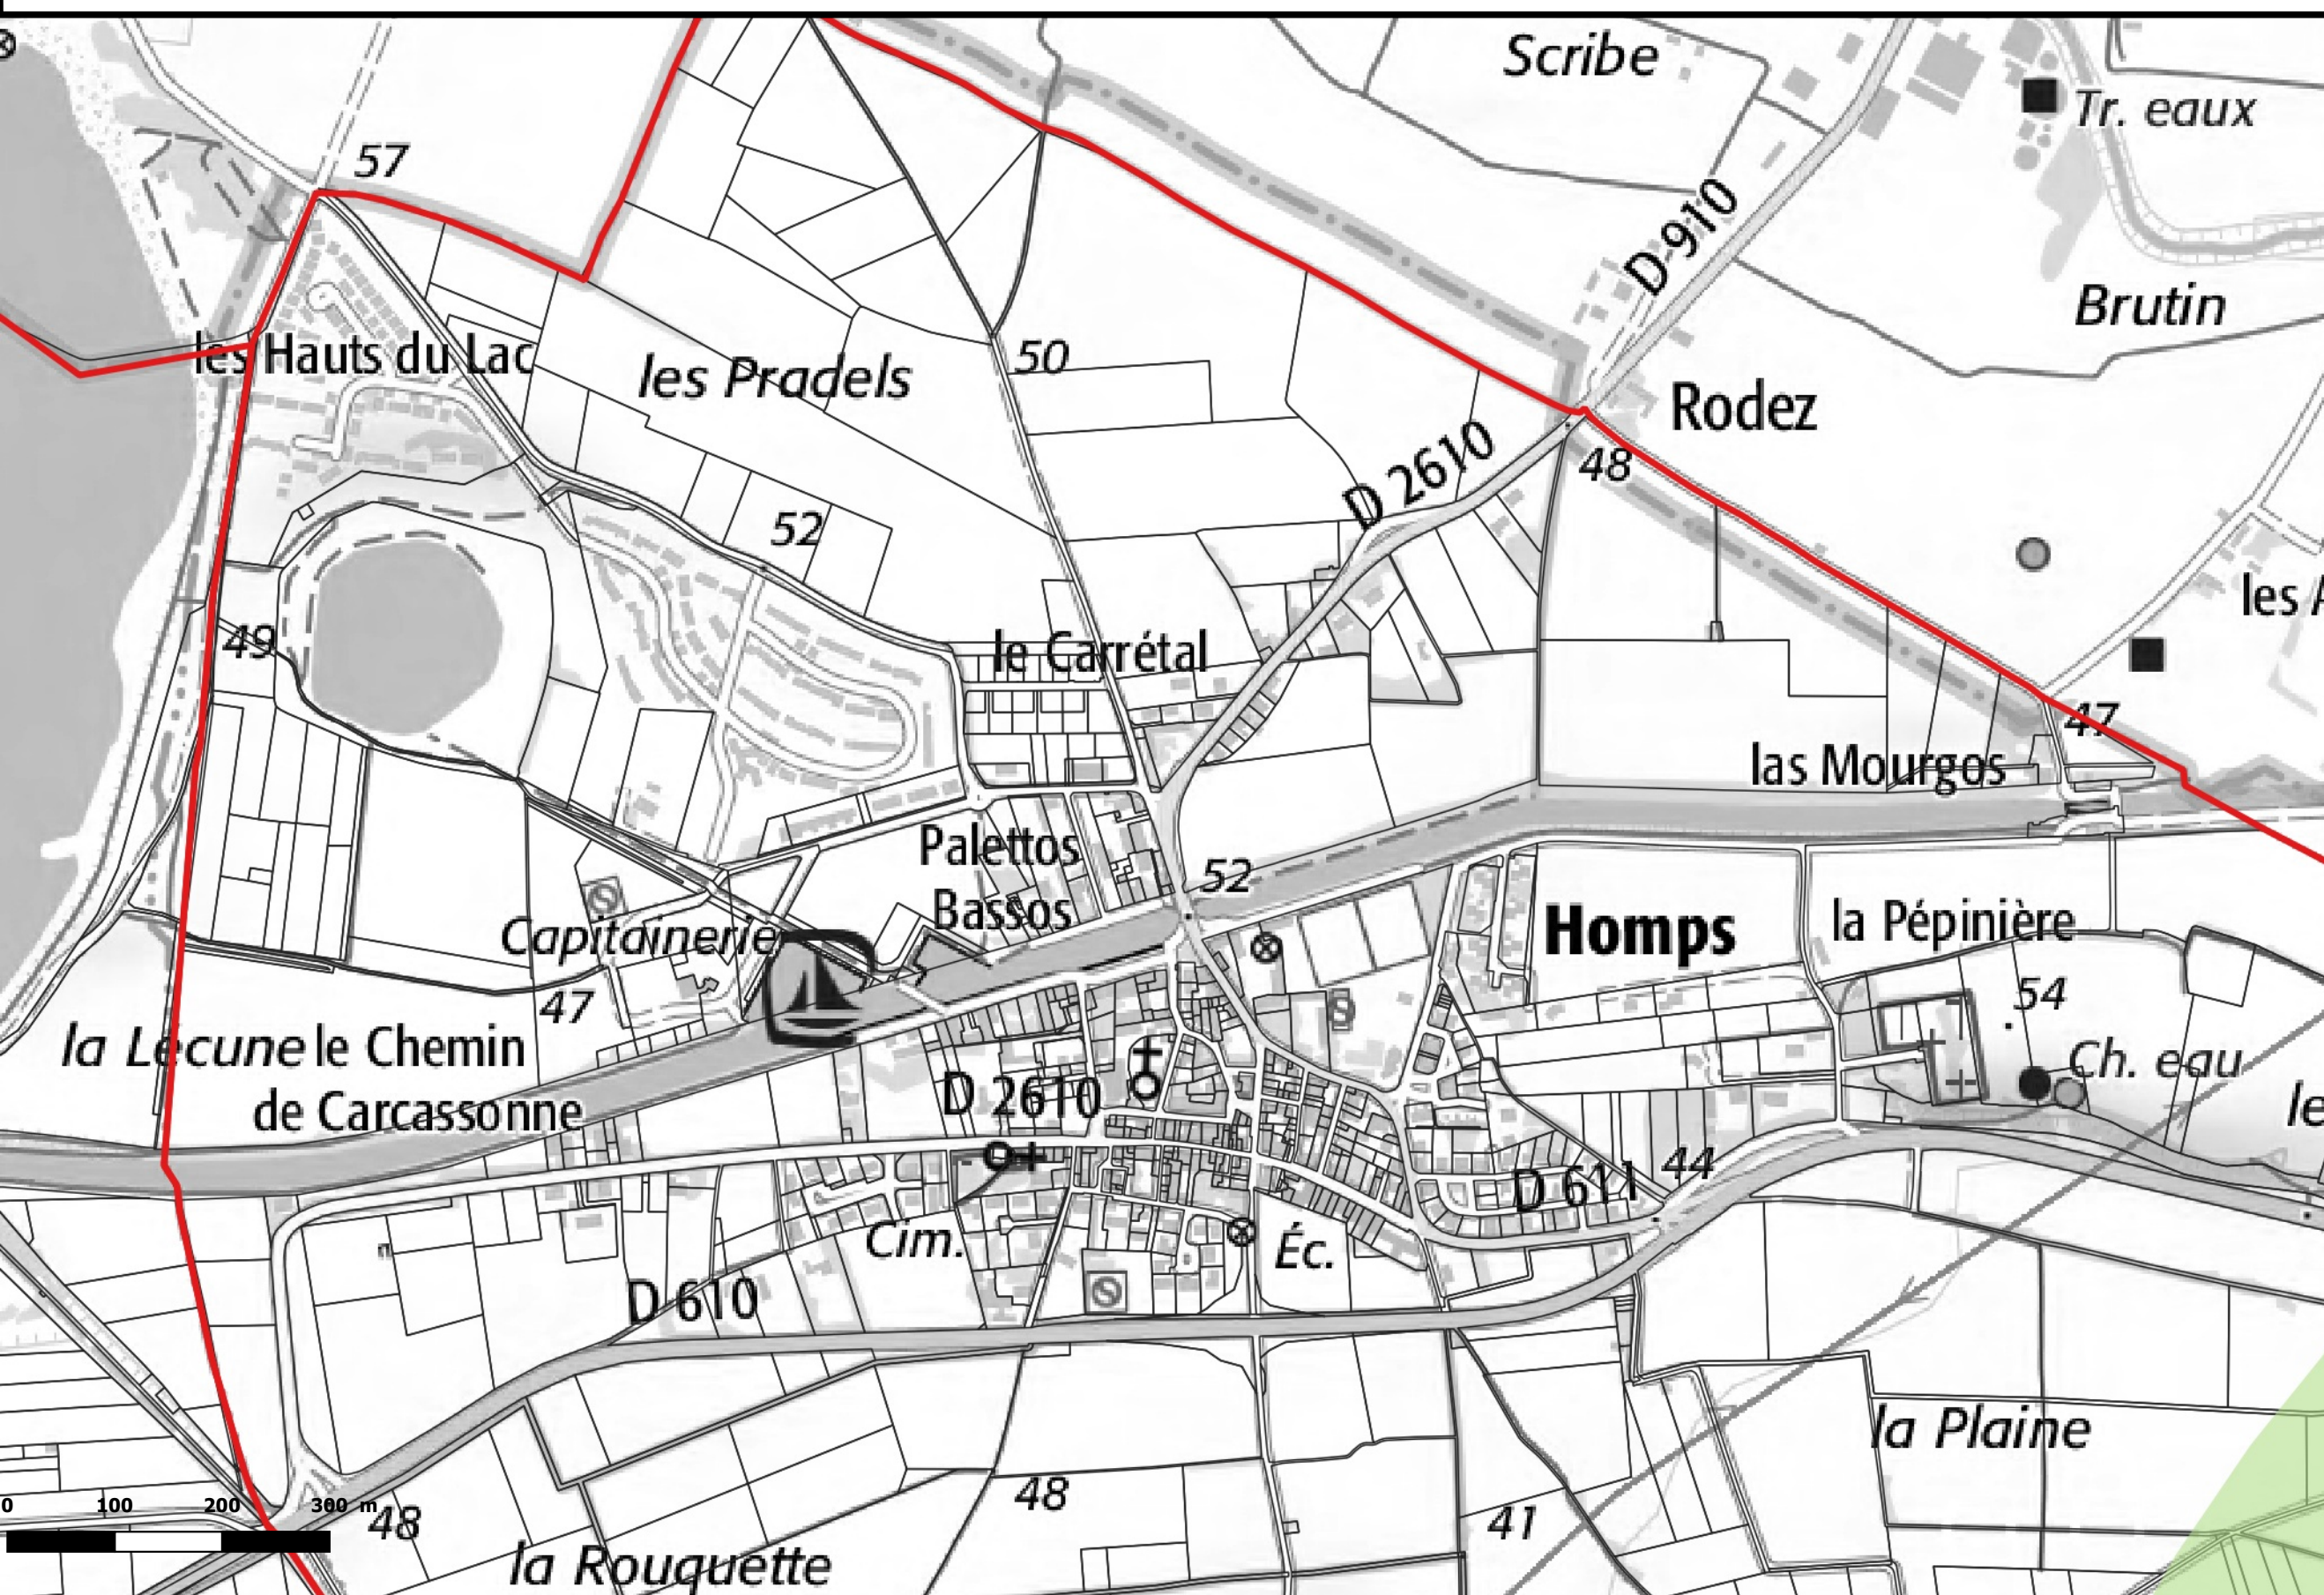 Scribe
Tr. eaux
57
D 910
Brutin
les Hauts du Lac
les Pradels
50
Rodez
D 2610
48
52
49
le Carrétal
47
las Mourgos
Palettos
Bassos
52
Capitainerie
Homps
la Pépinière
47
54
la Lécune
le Chemin
de Carcassonne
Ch. eau
D 2610
44
D 611
Cim.
Éc.
D 610
la Plaine
0 100 200 300 m
48
48
41
la Rouquette